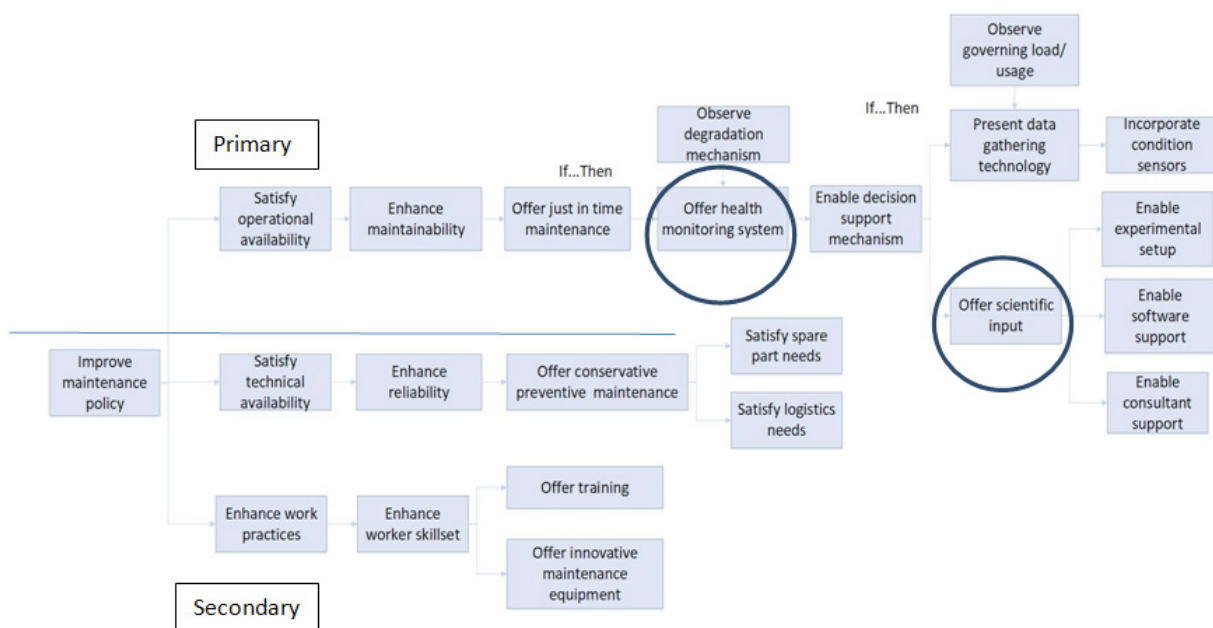 Observe
governing load/
usage
If...Then
Primary
Observe
degradation
mechanism
Present data
gathering
technology
Incorporate
condition
sensors
If...Then
Satisfy
operational
availability
Enhance
maintainability
Offer just in time
maintenance
Offer health
monitoring system
Enable decision
support
mechanism
Enable
experimental
setup
Offer scientific
input
Enable
software
support
Enable
consultant
support
Improve
maintenance
policy
Satisfy
technical
availability
Enhance
reliability
Offer conservative
preventive maintenance
Satisfy spare
part needs
Satisfy logistics
needs
Enhance work
practices
Enhance
worker skillset
Offer training
Offer innovative
maintenance
equipment
Secondary